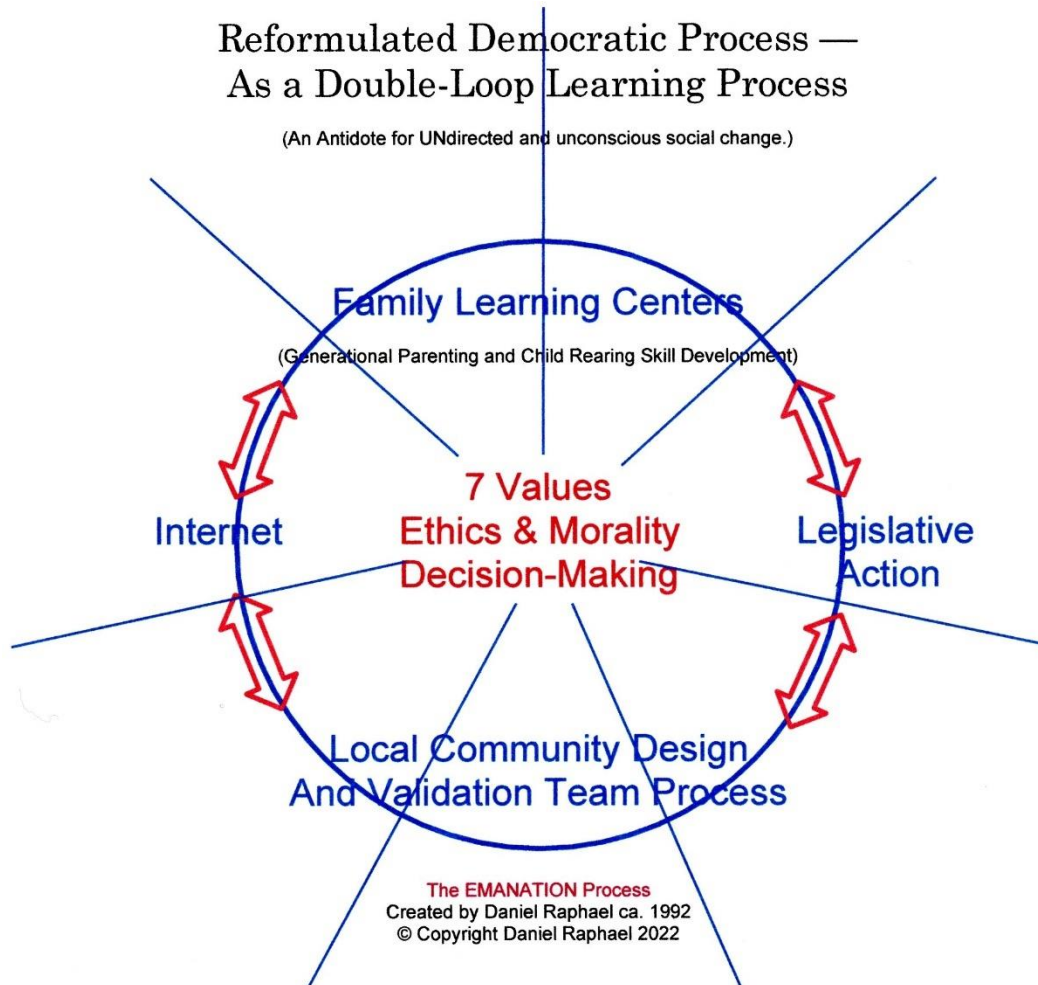 Reformulated Democratic Process —
As a Double-Loop Learning Process
(An Antidote for UNdirected and unconscious social change.)
Family Learning Centers
(Generational Parenting and Child Rearing Skill Development)
7 Values
Ethics & Morality
Decision-Making
Internet
Legislative
Action
Local Community Design
And Validation Team Process
The EMANATION Process
Created by Daniel Raphael ca. 1992
© Copyright Daniel Raphael 2022